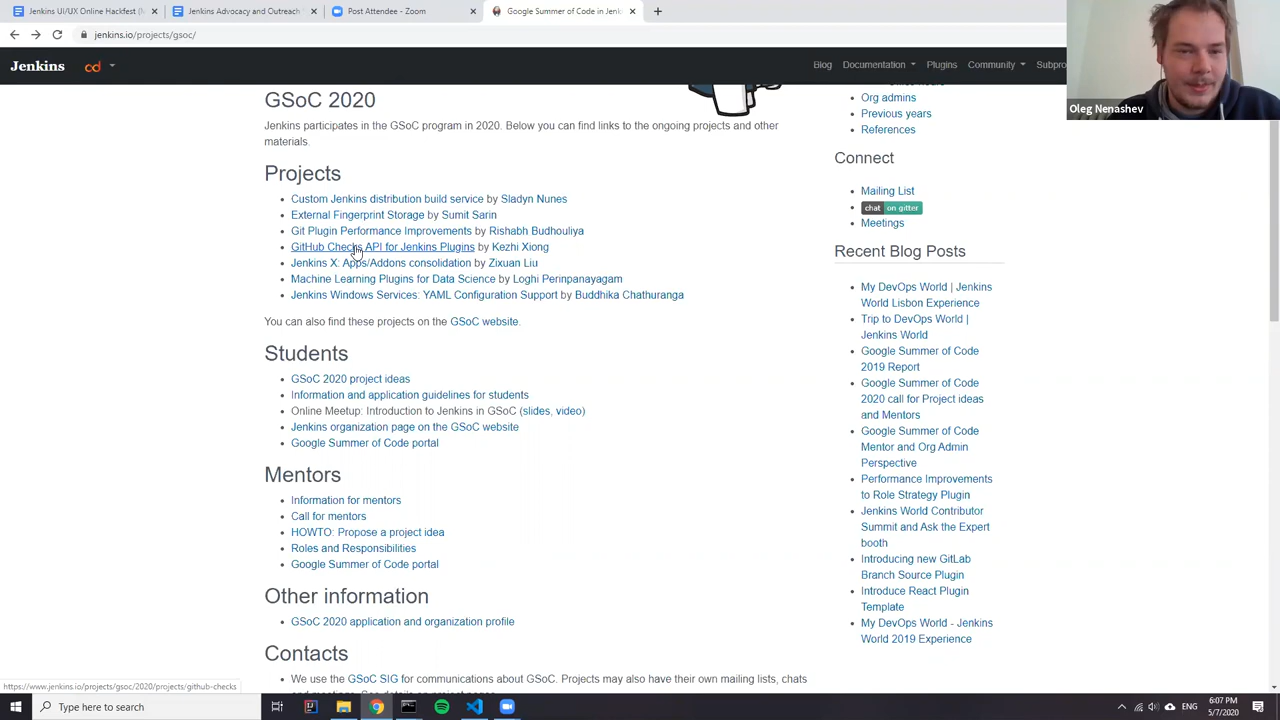 Jenkins UI/UX Online Hackfest (M
Jenkins Advocacy and Outreach
Post Attendee - Zoom
Google Summer of Code in Jenk
jenkins.io/projects/gsoc/
Jenkins
cd
Blog
Documentation
Plugins
Community
Subpro
Oleg Nenashev
GSoC 2020
Jenkins participates in the GSoC program in 2020. Below you can find links to the ongoing projects and other
materials.
Projects
Custom Jenkins distribution build service by Sladyn Nunes
External Fingerprint Storage by Sumit Sarin
Git Plugin Performance Improvements by Rishabh Budhouliya
GitHub Checks API for Jenkins Plugins by Kezhi Xiong
Jenkins X: Apps/Addons consolidation by Zixuan Liu
Machine Learning Plugins for Data Science by Loghi Perinpanayagam
Jenkins Windows Services: YAML Configuration Support by Buddhika Chathuranga
You can also find these projects on the GSoC website.
Students
GSoC 2020 project ideas
Information and application guidelines for students
Online Meetup: Introduction to Jenkins in GSoC (slides, video)
Jenkins organization page on the GSoC website
Google Summer of Code portal
Mentors
Information for mentors
Call for mentors
HOWTO: Propose a project idea
Roles and Responsibilities
Google Summer of Code portal
Other information
GSoC 2020 application and organization profile
Contacts
We use the GSoC SIG for communications about GSoC. Projects may also have their own mailing lists, chats
Org admins
Previous years
References
Connect
Mailing List
chat on gitter
Meetings
Recent Blog Posts
My DevOps World | Jenkins
World Lisbon Experience
Trip to DevOps World |
Jenkins World
Google Summer of Code
2019 Report
Google Summer of Code
2020 call for Project ideas
and Mentors
Google Summer of Code
Mentor and Org Admin
Perspective
Performance Improvements
to Role Strategy Plugin
Jenkins World Contributor
Summit and Ask the Expert
booth
Introducing new GitLab
Branch Source Plugin
Introduce React Plugin
Template
My DevOps World - Jenkins
World 2019 Experience
https://www.jenkins.io/projects/gsoc/2020/projects/github-checks
Type here to search
ENG
6:07 PM
5/7/2020